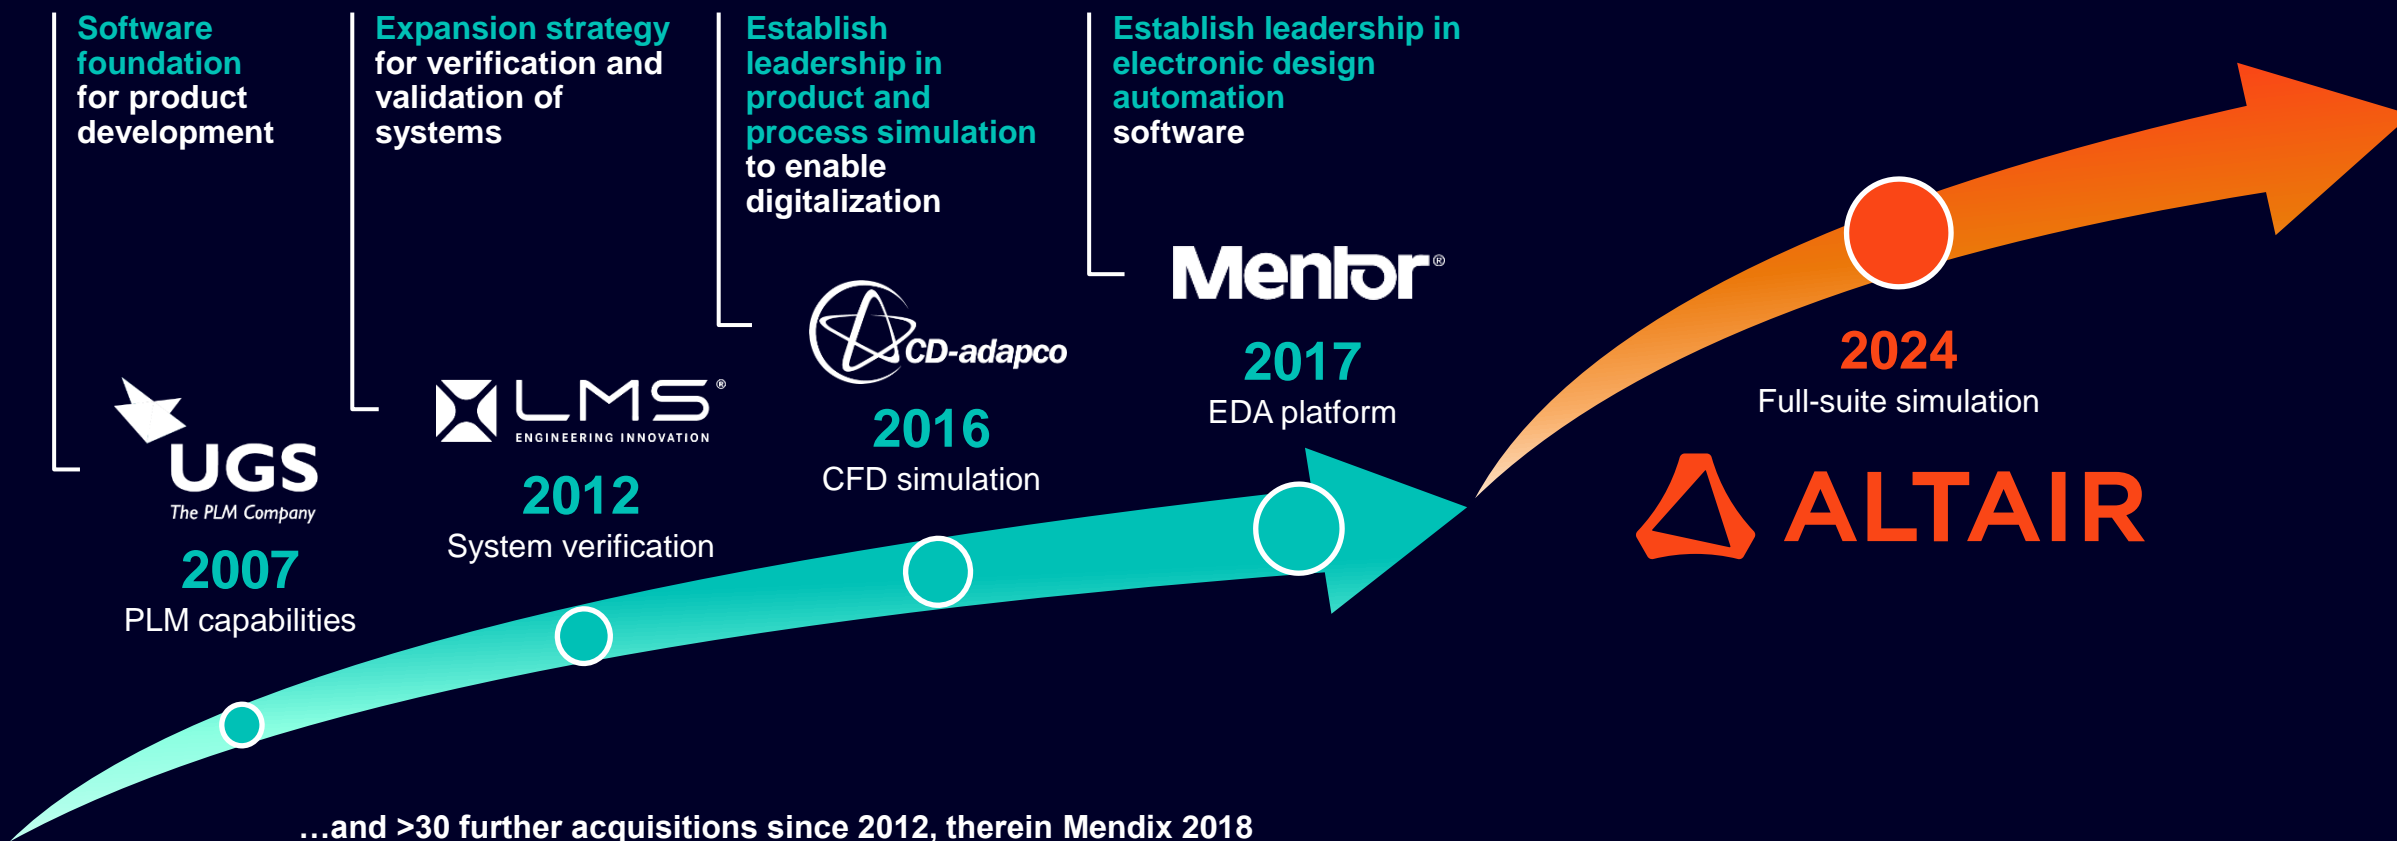 Software
foundation
for product
development
UGS
The PLM Company
2007
PLM capabilities
Expansion strategy
for verification and
validation of
systems
LMS®
ENGINEERING INNOVATION
2012
System verification
Establish
leadership in
product and
process simulation
to enable
digitalization
CD-adapco
2016
CFD simulation
Establish leadership in
electronic design
automation
software
Mentor®
2017
EDA platform
2024
Full-suite simulation
ALTAIR
…and >30 further acquisitions since 2012, therein Mendix 2018